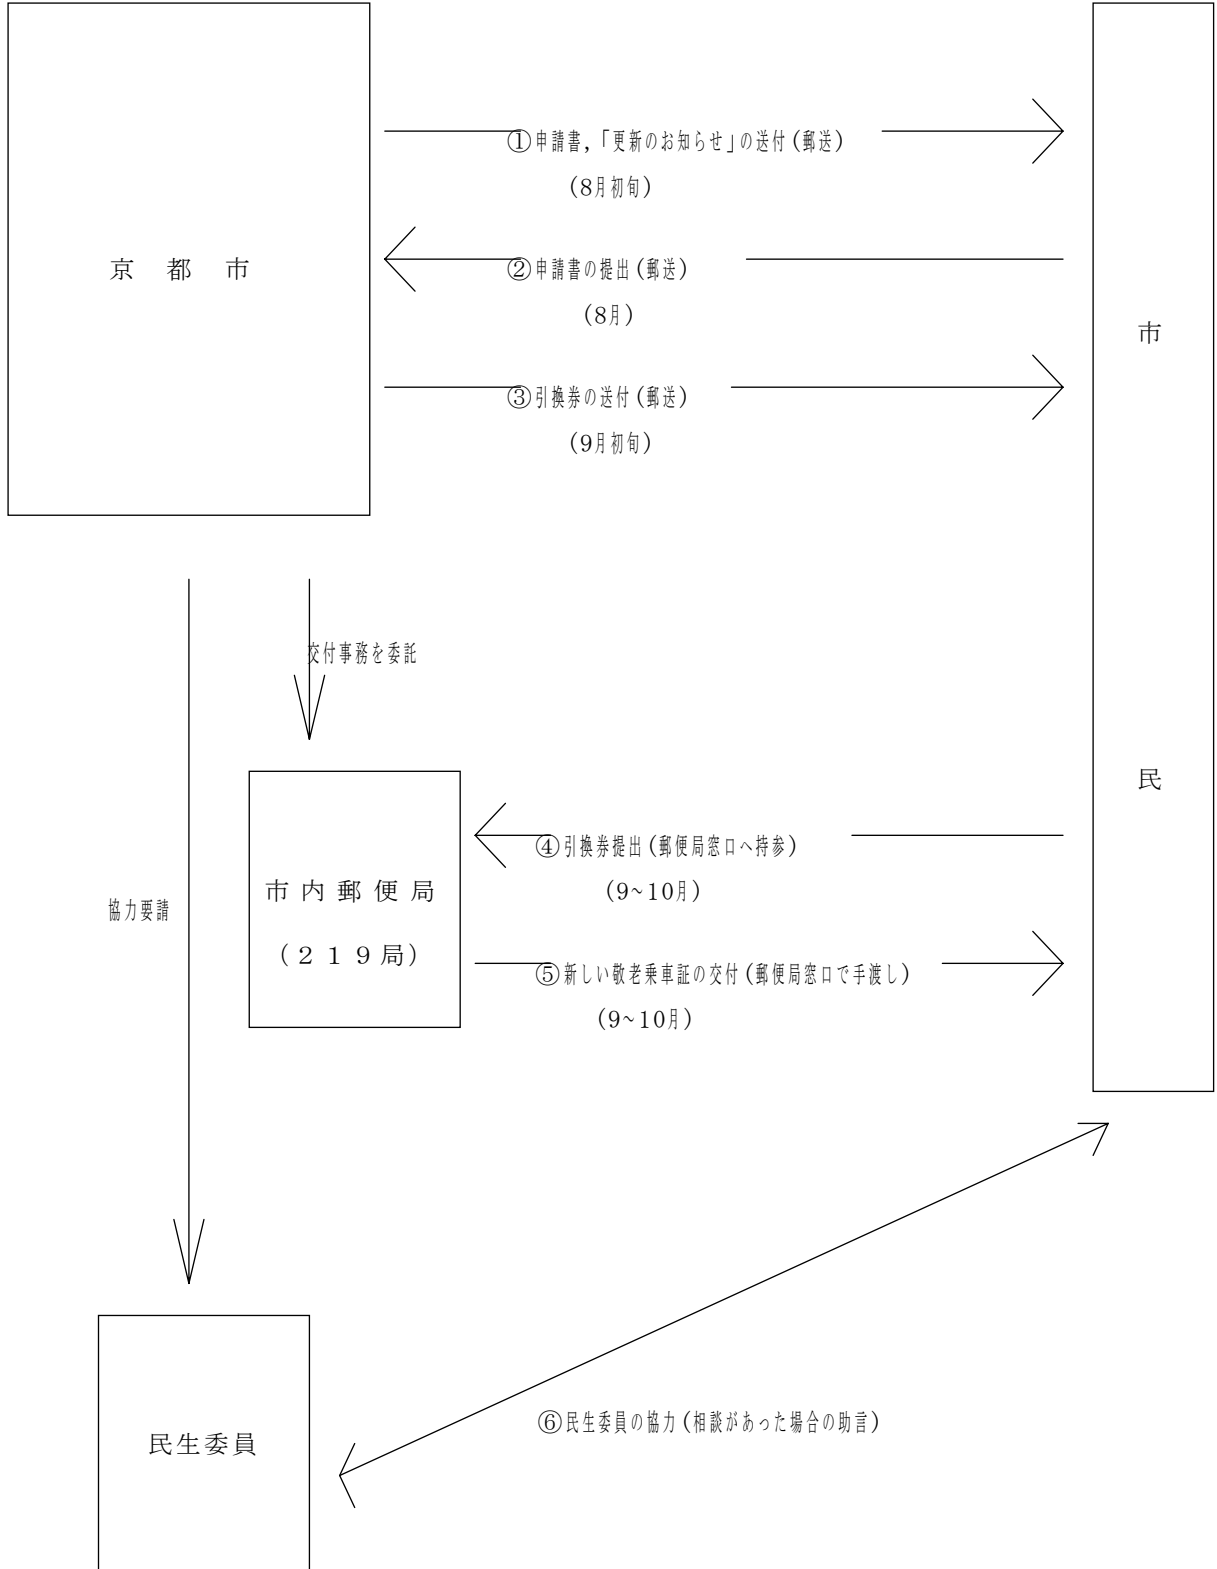 ①申請書，「更新のお知らせ」の送付（郵送）
（8月初旬）
京都市
②申請書の提出（郵送）
（8月）
市民
③引換券の送付（郵送）
（9月初旬）
交付事務を委託
④引換券提出（郵便局窓口へ持参）
（9~10月）
市内郵便局
（２１９局）
協力要請
⑤新しい敬老乗車証の交付（郵便局窓口で手渡し）
（9~10月）
⑥民生委員の協力（相談があった場合の助言）
民生委員